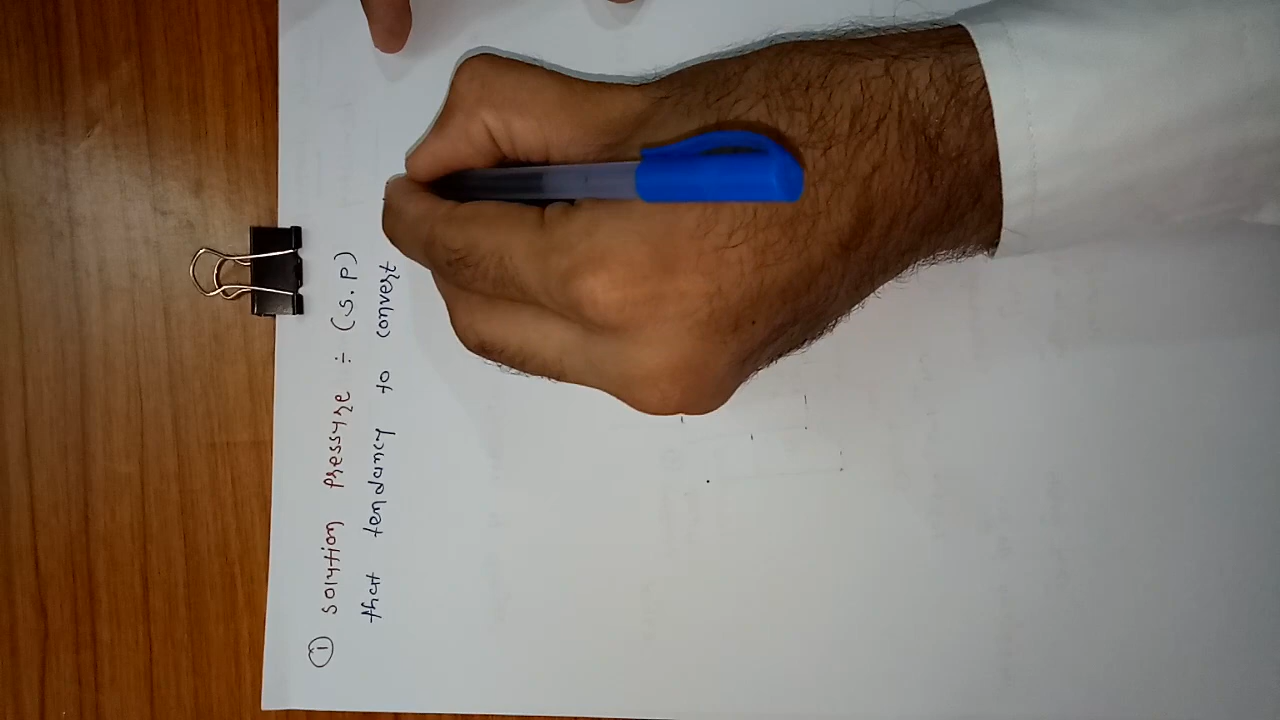 ① Solution Pressure ÷ (S.P)
that tendancy to convert